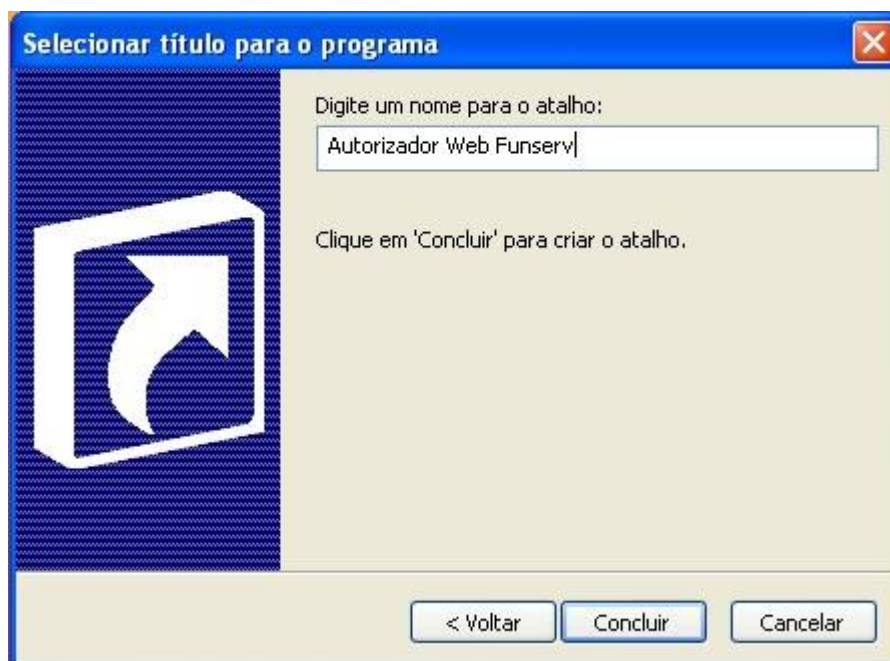 Selecionar título para o programa
Digite um nome para o atalho:
Autorizador Web Funserv
Clique em 'Concluir' para criar o atalho.
< Voltar
Concluir
Cancelar